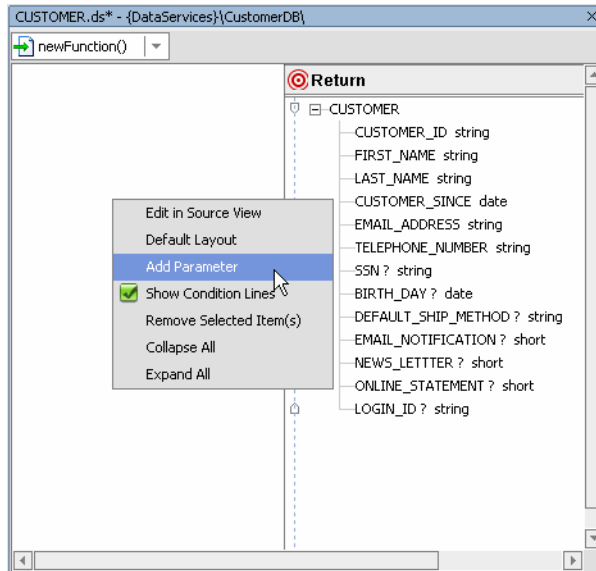 CUSTOMER.ds* - {DataServices}\CustomerDB\
newFunction()
Return
CUSTOMER
CUSTOMER_ID string
FIRST_NAME string
LAST_NAME string
CUSTOMER_SINCE date
EMAIL_ADDRESS string
TELEPHONE_NUMBER string
SSN ? string
BIRTH_DAY ? date
DEFAULT_SHIP_METHOD ? string
EMAIL_NOTIFICATION ? short
NEWS_LETTTER ? short
ONLINE_STATEMENT ? short
LOGIN_ID ? string
Edit in Source View
Default Layout
Add Parameter
Show Condition Lines
Remove Selected Item(s)
Collapse All
Expand All